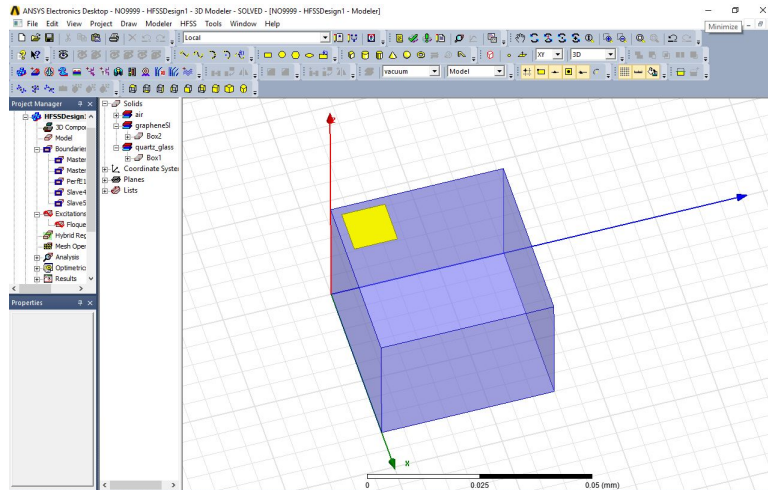 ANSYS Electronics Desktop - NO9999 - HFSSDesign1 - 3D Modeler - SOLVED - [NO9999 - HFSSDesign1 - Modeler]
File Edit View Project Draw Modeler HFSS Tools Window Help
Minimize
Local
XY
3D
vacuum
Model
Project Manager
HFSSDesign1
3D Compo
Model
Boundaries
Master
Master
PerfE1
Slave4
Slave5
Excitations
Floque
Hybrid Reg
Mesh Oper
Analysis
Optimetric
Results
Properties
Solids
air
grapheneSI
Box2
quartz_glass
Box1
Coordinate System
Planes
Lists
X
0
0.025
0.05 (mm)